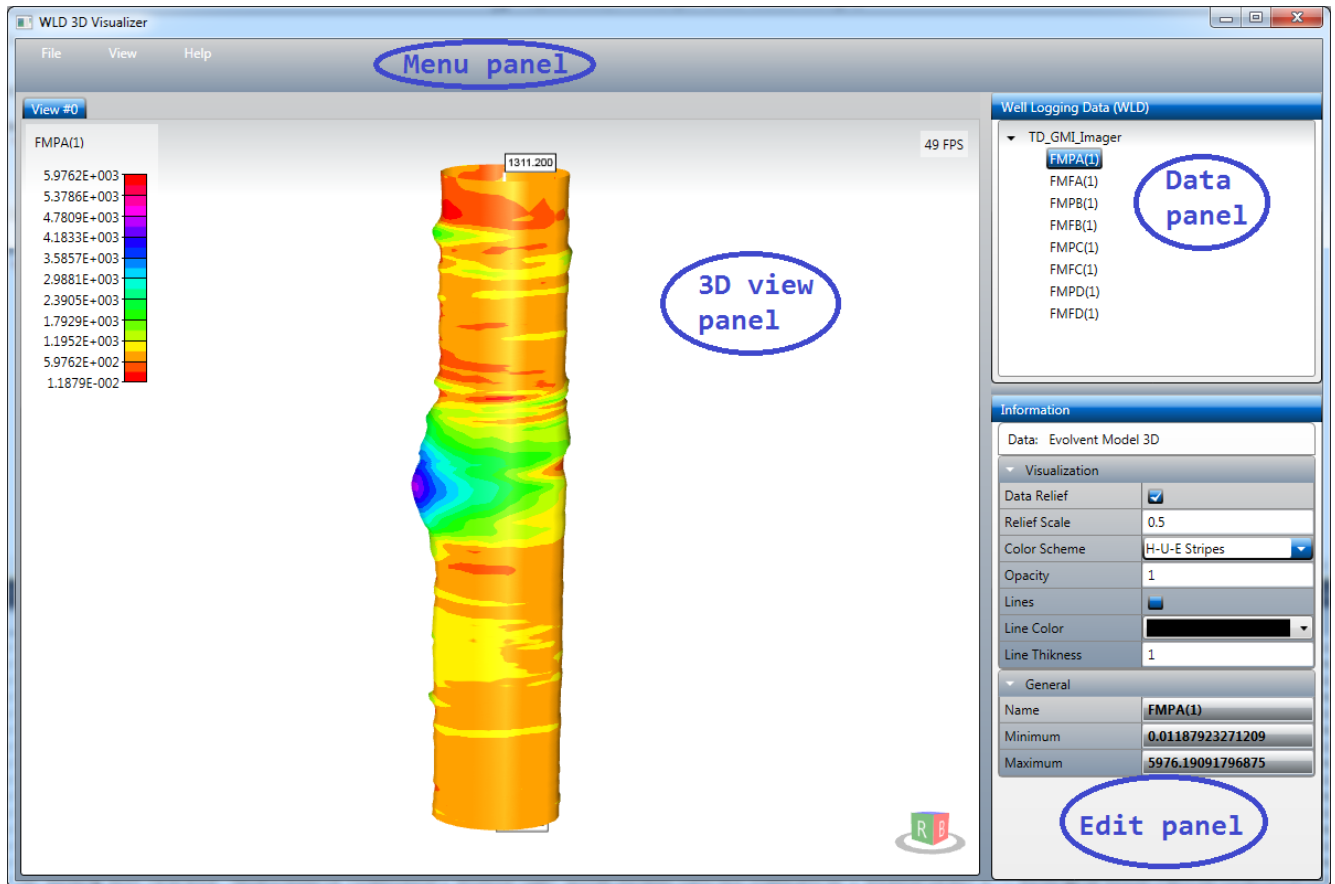 WLD 3D Visualizer
File View Help
Menu panel
View #0
FMPA(1)
5.9762E+003
5.3786E+003
4.7809E+003
4.1833E+003
3.5857E+003
2.9881E+003
2.3905E+003
1.7929E+003
1.1952E+003
5.9762E+002
1.1879E-002
1311.200
49 FPS
3D view
panel
R B
Well Logging Data (WLD)
TD_GMI_Imager
FMPA(1)
FMFA(1)
FMPB(1)
FMFB(1)
FMPC(1)
FMFC(1)
FMPD(1)
FMFD(1)
Data
panel
Information
Data: Evolvent Model 3D
Visualization
Data Relief
Relief Scale 0.5
Color Scheme H-U-E Stripes
Opacity 1
Lines
Line Color
Line Thikness 1
General
Name FMPA(1)
Minimum 0.01187923271209
Maximum 5976.19091796875
Edit panel